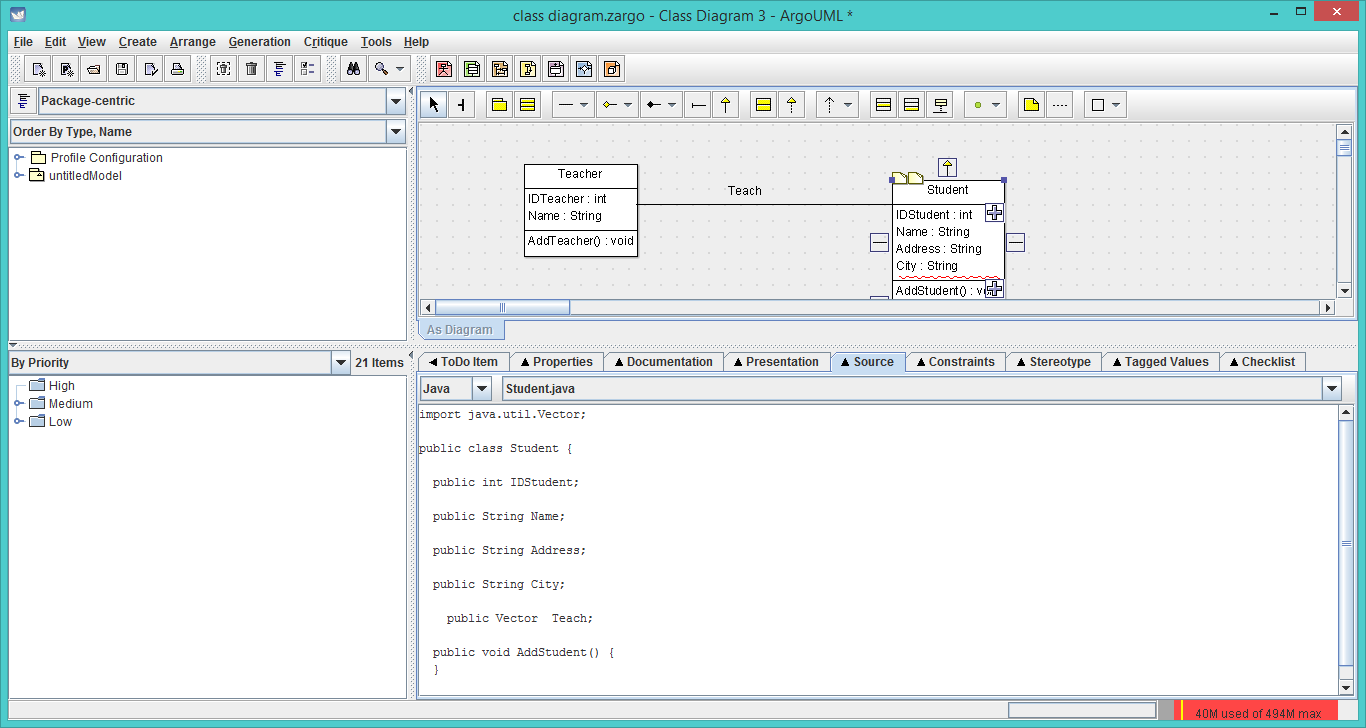 class diagram.zargo - Class Diagram 3 - ArgoUML *
File Edit View Create Arrange Generation Critique Tools Help
Package-centric
Order By Type, Name
Profile Configuration
untitledModel
Teacher
IDTeacher : int
Name : String
AddTeacher() : void
Teach
Student
IDStudent : int
Name : String
Address : String
City : String
AddStudent() : v
As Diagram
By Priority 21 Items
High
Medium
Low
ToDo Item Properties Documentation Presentation Source Constraints Stereotype Tagged Values Checklist
Java Student.java
import java.util.Vector;
public class Student {
public int IDStudent;
public String Name;
public String Address;
public String City;
public Vector  Teach;
public void AddStudent() {
}
40M used of 494M max